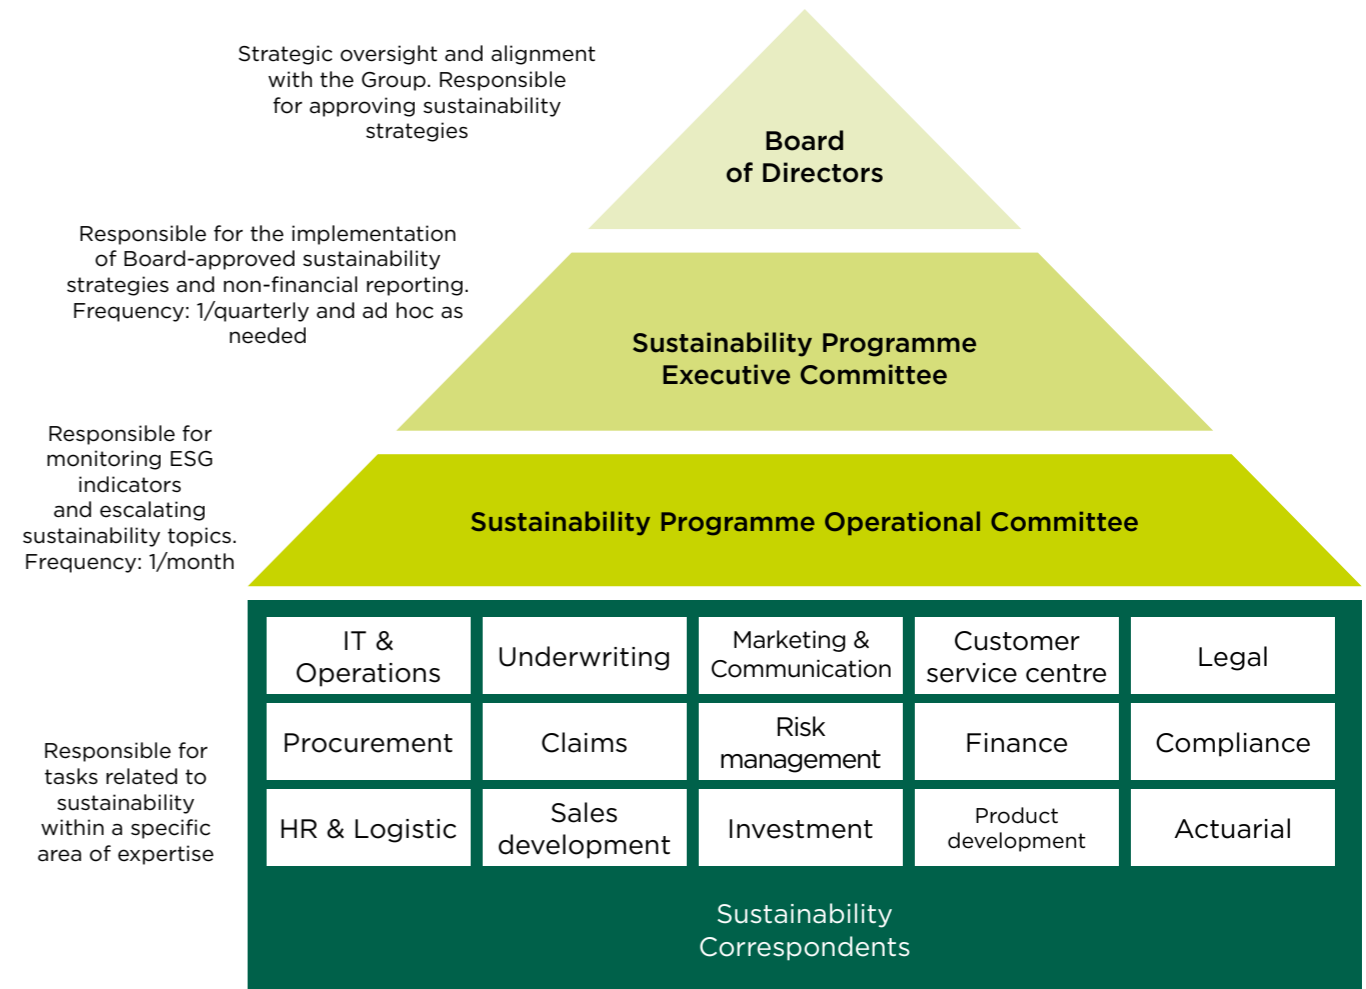 Strategic oversight and alignment
with the Group. Responsible
for approving sustainability
strategies
Board
of Directors
Responsible for the implementation
of Board-approved sustainability
strategies and non-financial reporting.
Frequency: 1/quarterly and ad hoc as
needed
Sustainability Programme
Executive Committee
Responsible for
monitoring ESG
indicators
and escalating
sustainability topics.
Frequency: 1/month
Sustainability Programme Operational Committee
Responsible for
tasks related to
sustainability
within a specific
area of expertise
IT &
Operations
Underwriting
Marketing &
Communication
Customer
service centre
Legal
Procurement
Claims
Risk
management
Finance
Compliance
HR & Logistic
Sales
development
Investment
Product
development
Actuarial
Sustainability
Correspondents